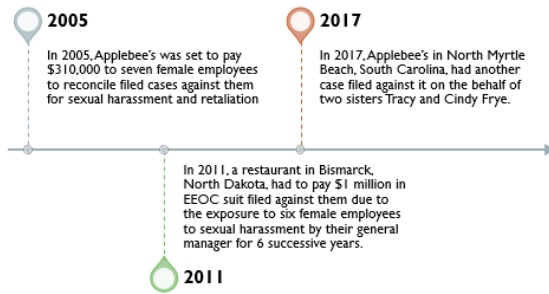 2005
In 2005, Applebee's was set to pay
$310,000 to seven female employees
to reconcile filed cases against them
for sexual harassment and retaliation
2017
In 2017, Applebee's in North Myrtle
Beach, South Carolina, had another
case filed against it on the behalf of
two sisters Tracy and Cindy Frye.
In 2011, a restaurant in Bismarck,
North Dakota, had to pay $1 million in
EEOC suit filed against them due to
the exposure to six female employees
to sexual harassment by their general
manager for 6 successive years.
2011